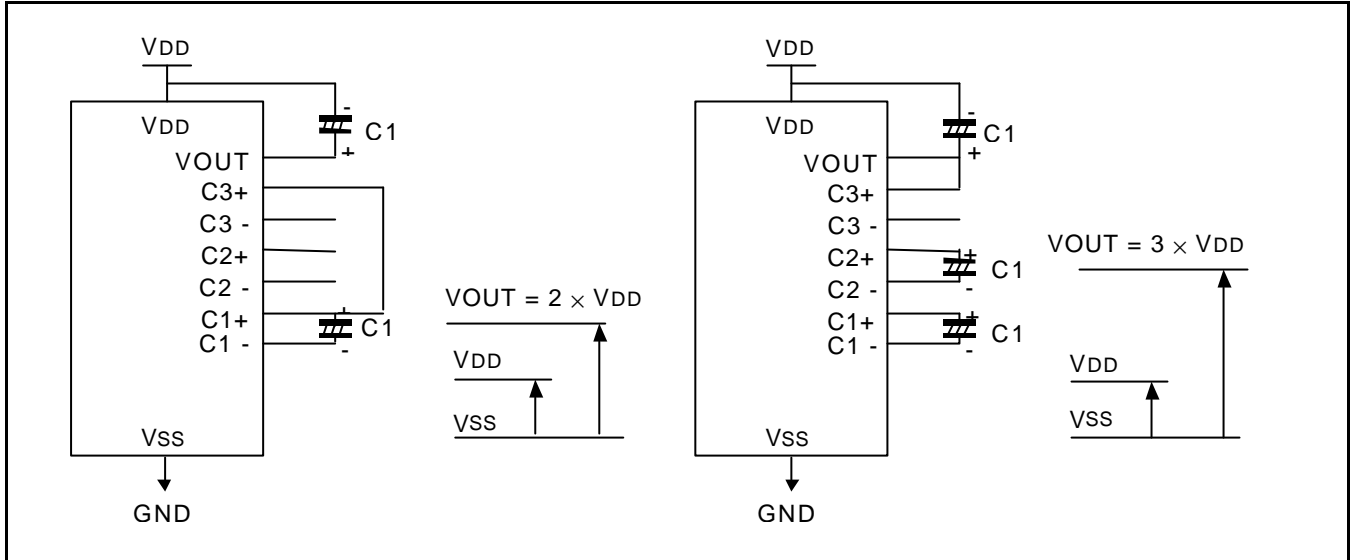 VDD
VDD
-
C1
+
VOUT
C3+
C3 -
C2+
C2 -
C1+
C1 -
+
C1
-
VSS
GND
VOUT = 2 × VDD
VDD
VSS
VDD
VDD
-
C1
+
VOUT
C3+
C3 -
C2+
C2 -
C1+
C1 -
+
C1
-
+
C1
-
VSS
GND
VOUT = 3 × VDD
VDD
VSS